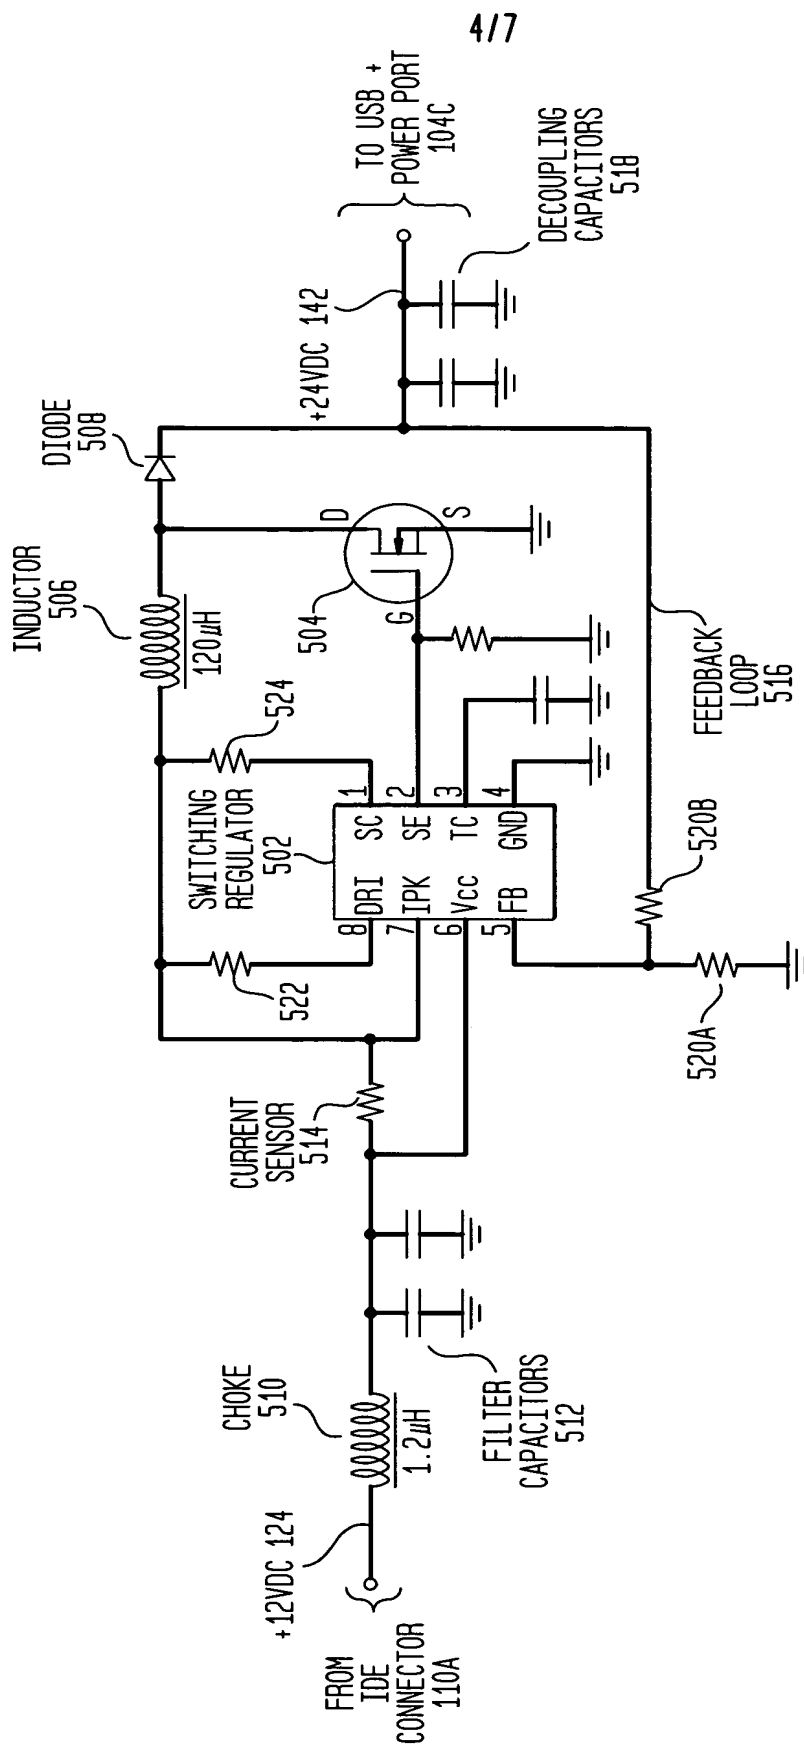 4/7
FROM
IDE
CONNECTOR
110A
+12VDC 124
CHOKE
510
1.2µH
FILTER
CAPACITORS
512
CURRENT
SENSOR
514
522
SWITCHING
REGULATOR
502
524
8 DRI
7 IPK
6 Vcc
5 FB
SC 1
SE 2
TC 3
GND 4
520A
520B
INDUCTOR
506
120µH
504
G
D
S
DIODE
508
FEEDBACK
LOOP
516
+24VDC 142
DECOUPLING
CAPACITORS
518
TO USB +
POWER PORT
104C